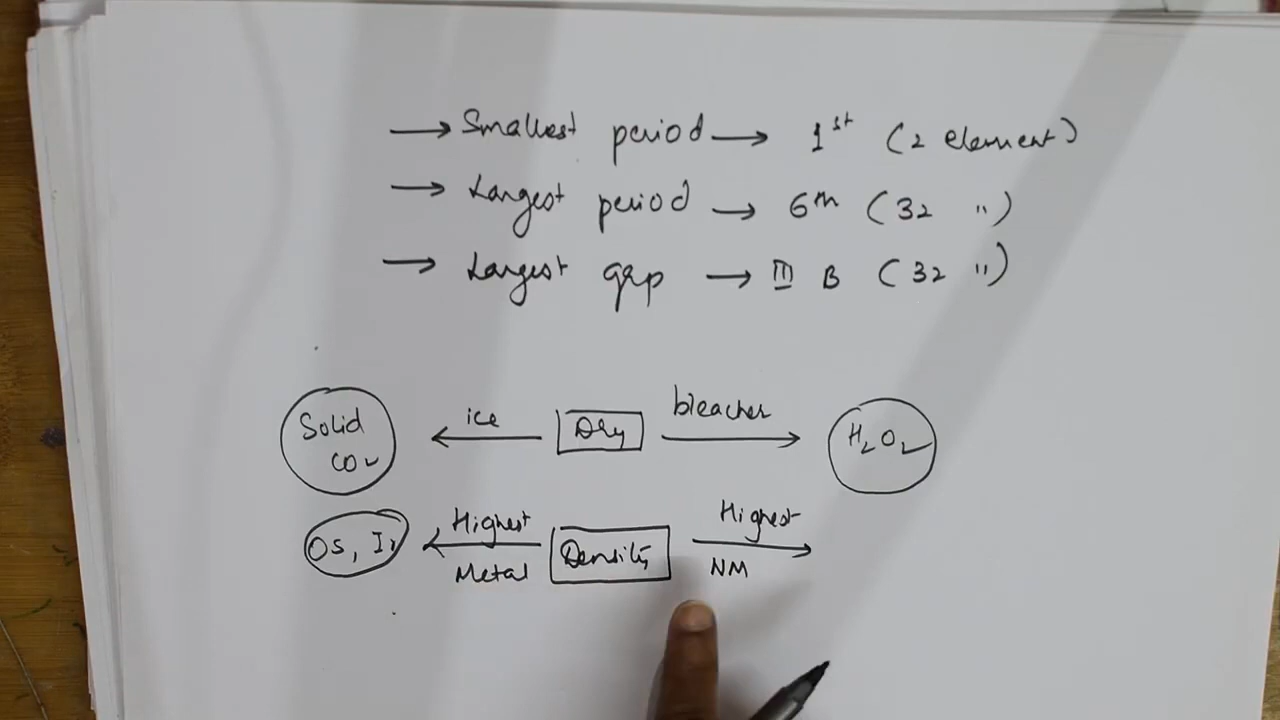 → Smallest period → 1st (2 element)
→ Largest period → 6th (32 ")
→ Largest grp → III B (32 ")
Solid CO2 ← ice Dry bleacher → H2O2
Os, Ir ← Highest Metal Density Highest NM →